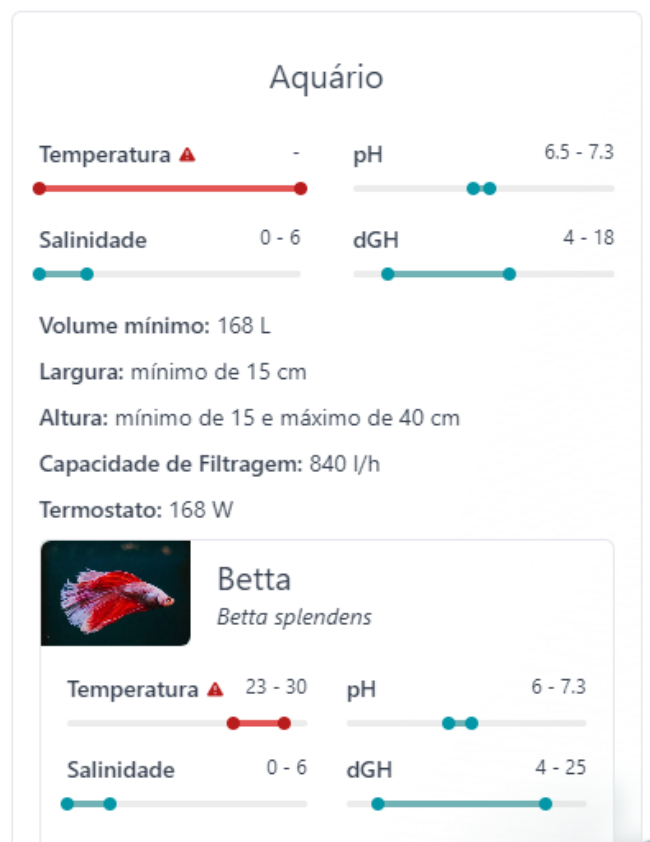 Aquário
Temperatura -
pH 6.5 - 7.3
Salinidade 0 - 6
dGH 4 - 18
Volume mínimo: 168 L
Largura: mínimo de 15 cm
Altura: mínimo de 15 e máximo de 40 cm
Capacidade de Filtragem: 840 l/h
Termostato: 168 W
Betta
Betta splendens
Temperatura 23 - 30
pH 6 - 7.3
Salinidade 0 - 6
dGH 4 - 25